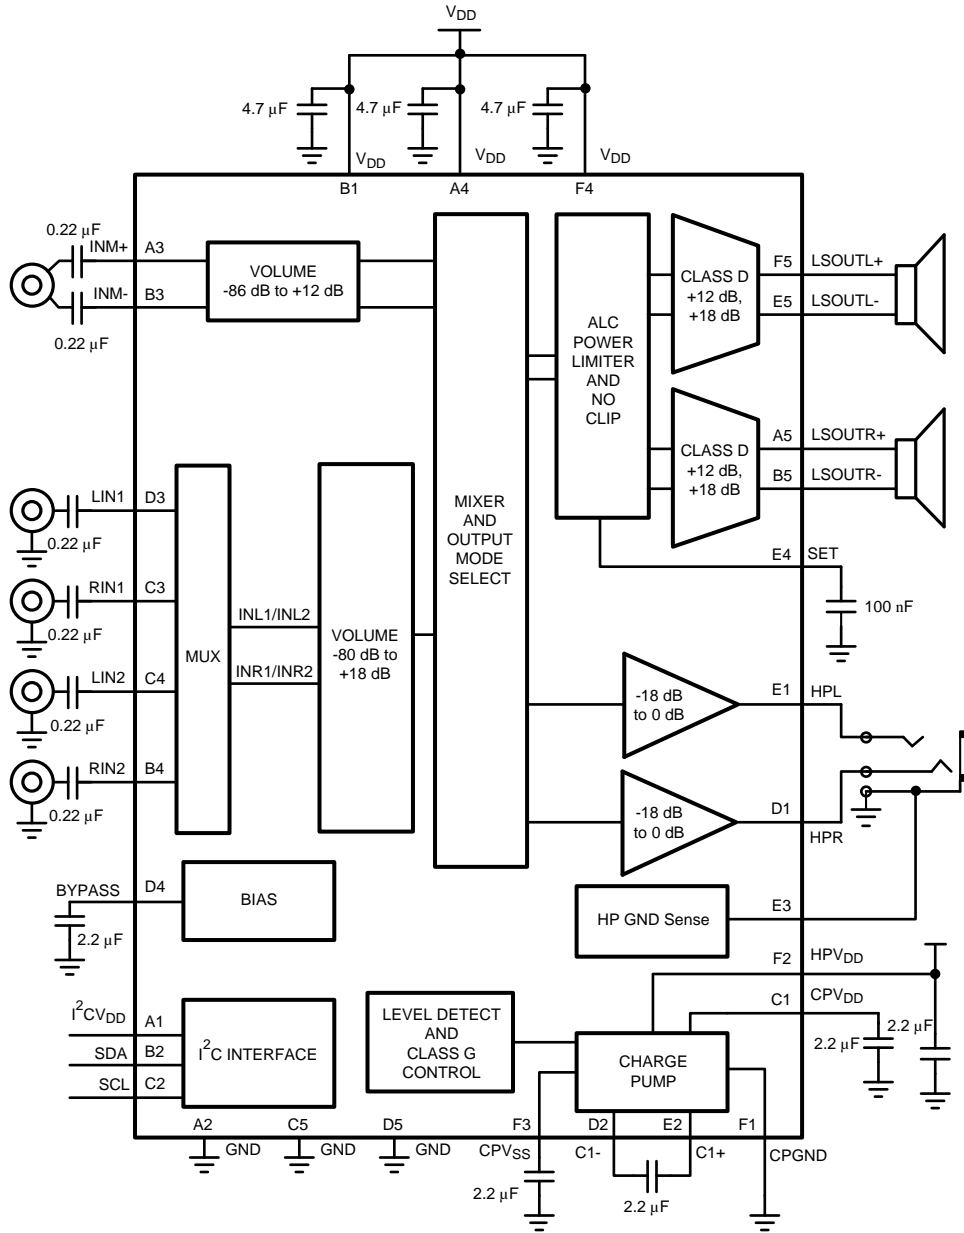 V_DD
4.7 µF
4.7 µF
4.7 µF
V_DD
V_DD
V_DD
B1
A4
F4
0.22 µF
INM+
A3
INM-
B3
0.22 µF
VOLUME
-86 dB to +12 dB
MIXER
AND
OUTPUT
MODE
SELECT
ALC
POWER
LIMITER
AND
NO
CLIP
CLASS D
+12 dB,
+18 dB
F5
LSOUTL+
E5
LSOUTL-
CLASS D
+12 dB,
+18 dB
A5
LSOUTR+
B5
LSOUTR-
E4
SET
100 nF
LIN1
D3
0.22 µF
RIN1
C3
0.22 µF
LIN2
C4
0.22 µF
RIN2
B4
0.22 µF
MUX
INL1/INL2
INR1/INR2
VOLUME
-80 dB to
+18 dB
-18 dB
to 0 dB
E1
HPL
-18 dB
to 0 dB
D1
HPR
BYPASS
D4
2.2 µF
BIAS
HP GND Sense
E3
F2
HPV_DD
C1
CPV_DD
2.2 µF
2.2 µF
I²CV_DD
A1
SDA
B2
SCL
C2
I²C INTERFACE
LEVEL DETECT
AND
CLASS G
CONTROL
CHARGE
PUMP
A2
GND
C5
GND
D5
GND
F3
CPV_SS
2.2 µF
D2
C1-
E2
C1+
2.2 µF
F1
CPGND